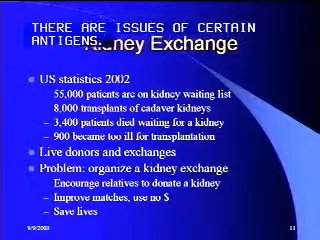 THERE ARE ISSUES OF CERTAIN
ANTIGENS.
Kidney Exchange
US statistics 2002
55,000 patients are on kidney waiting list
8,000 transplants of cadaver kidneys
– 3,400 patients died waiting for a kidney
– 900 became too ill for transplantation
Live donors and exchanges
Problem: organize a kidney exchange
Encourage relatives to donate a kidney
– Improve matches, use no $
– Save lives
11